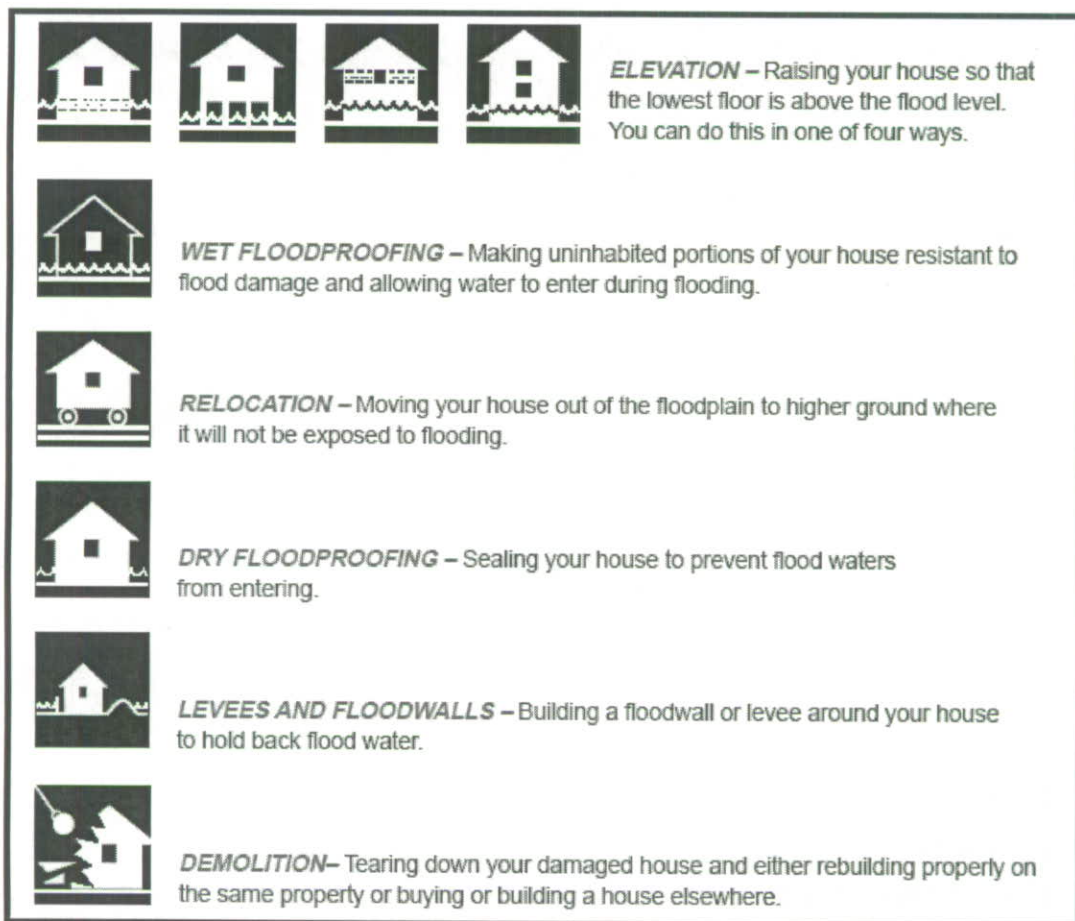 ELEVATION – Raising your house so that
the lowest floor is above the flood level.
You can do this in one of four ways.
WET FLOODPROOFING – Making uninhabited portions of your house resistant to
flood damage and allowing water to enter during flooding.
RELOCATION – Moving your house out of the floodplain to higher ground where
it will not be exposed to flooding.
DRY FLOODPROOFING – Sealing your house to prevent flood waters
from entering.
LEVEES AND FLOODWALLS – Building a floodwall or levee around your house
to hold back flood water.
DEMOLITION– Tearing down your damaged house and either rebuilding properly on
the same property or buying or building a house elsewhere.